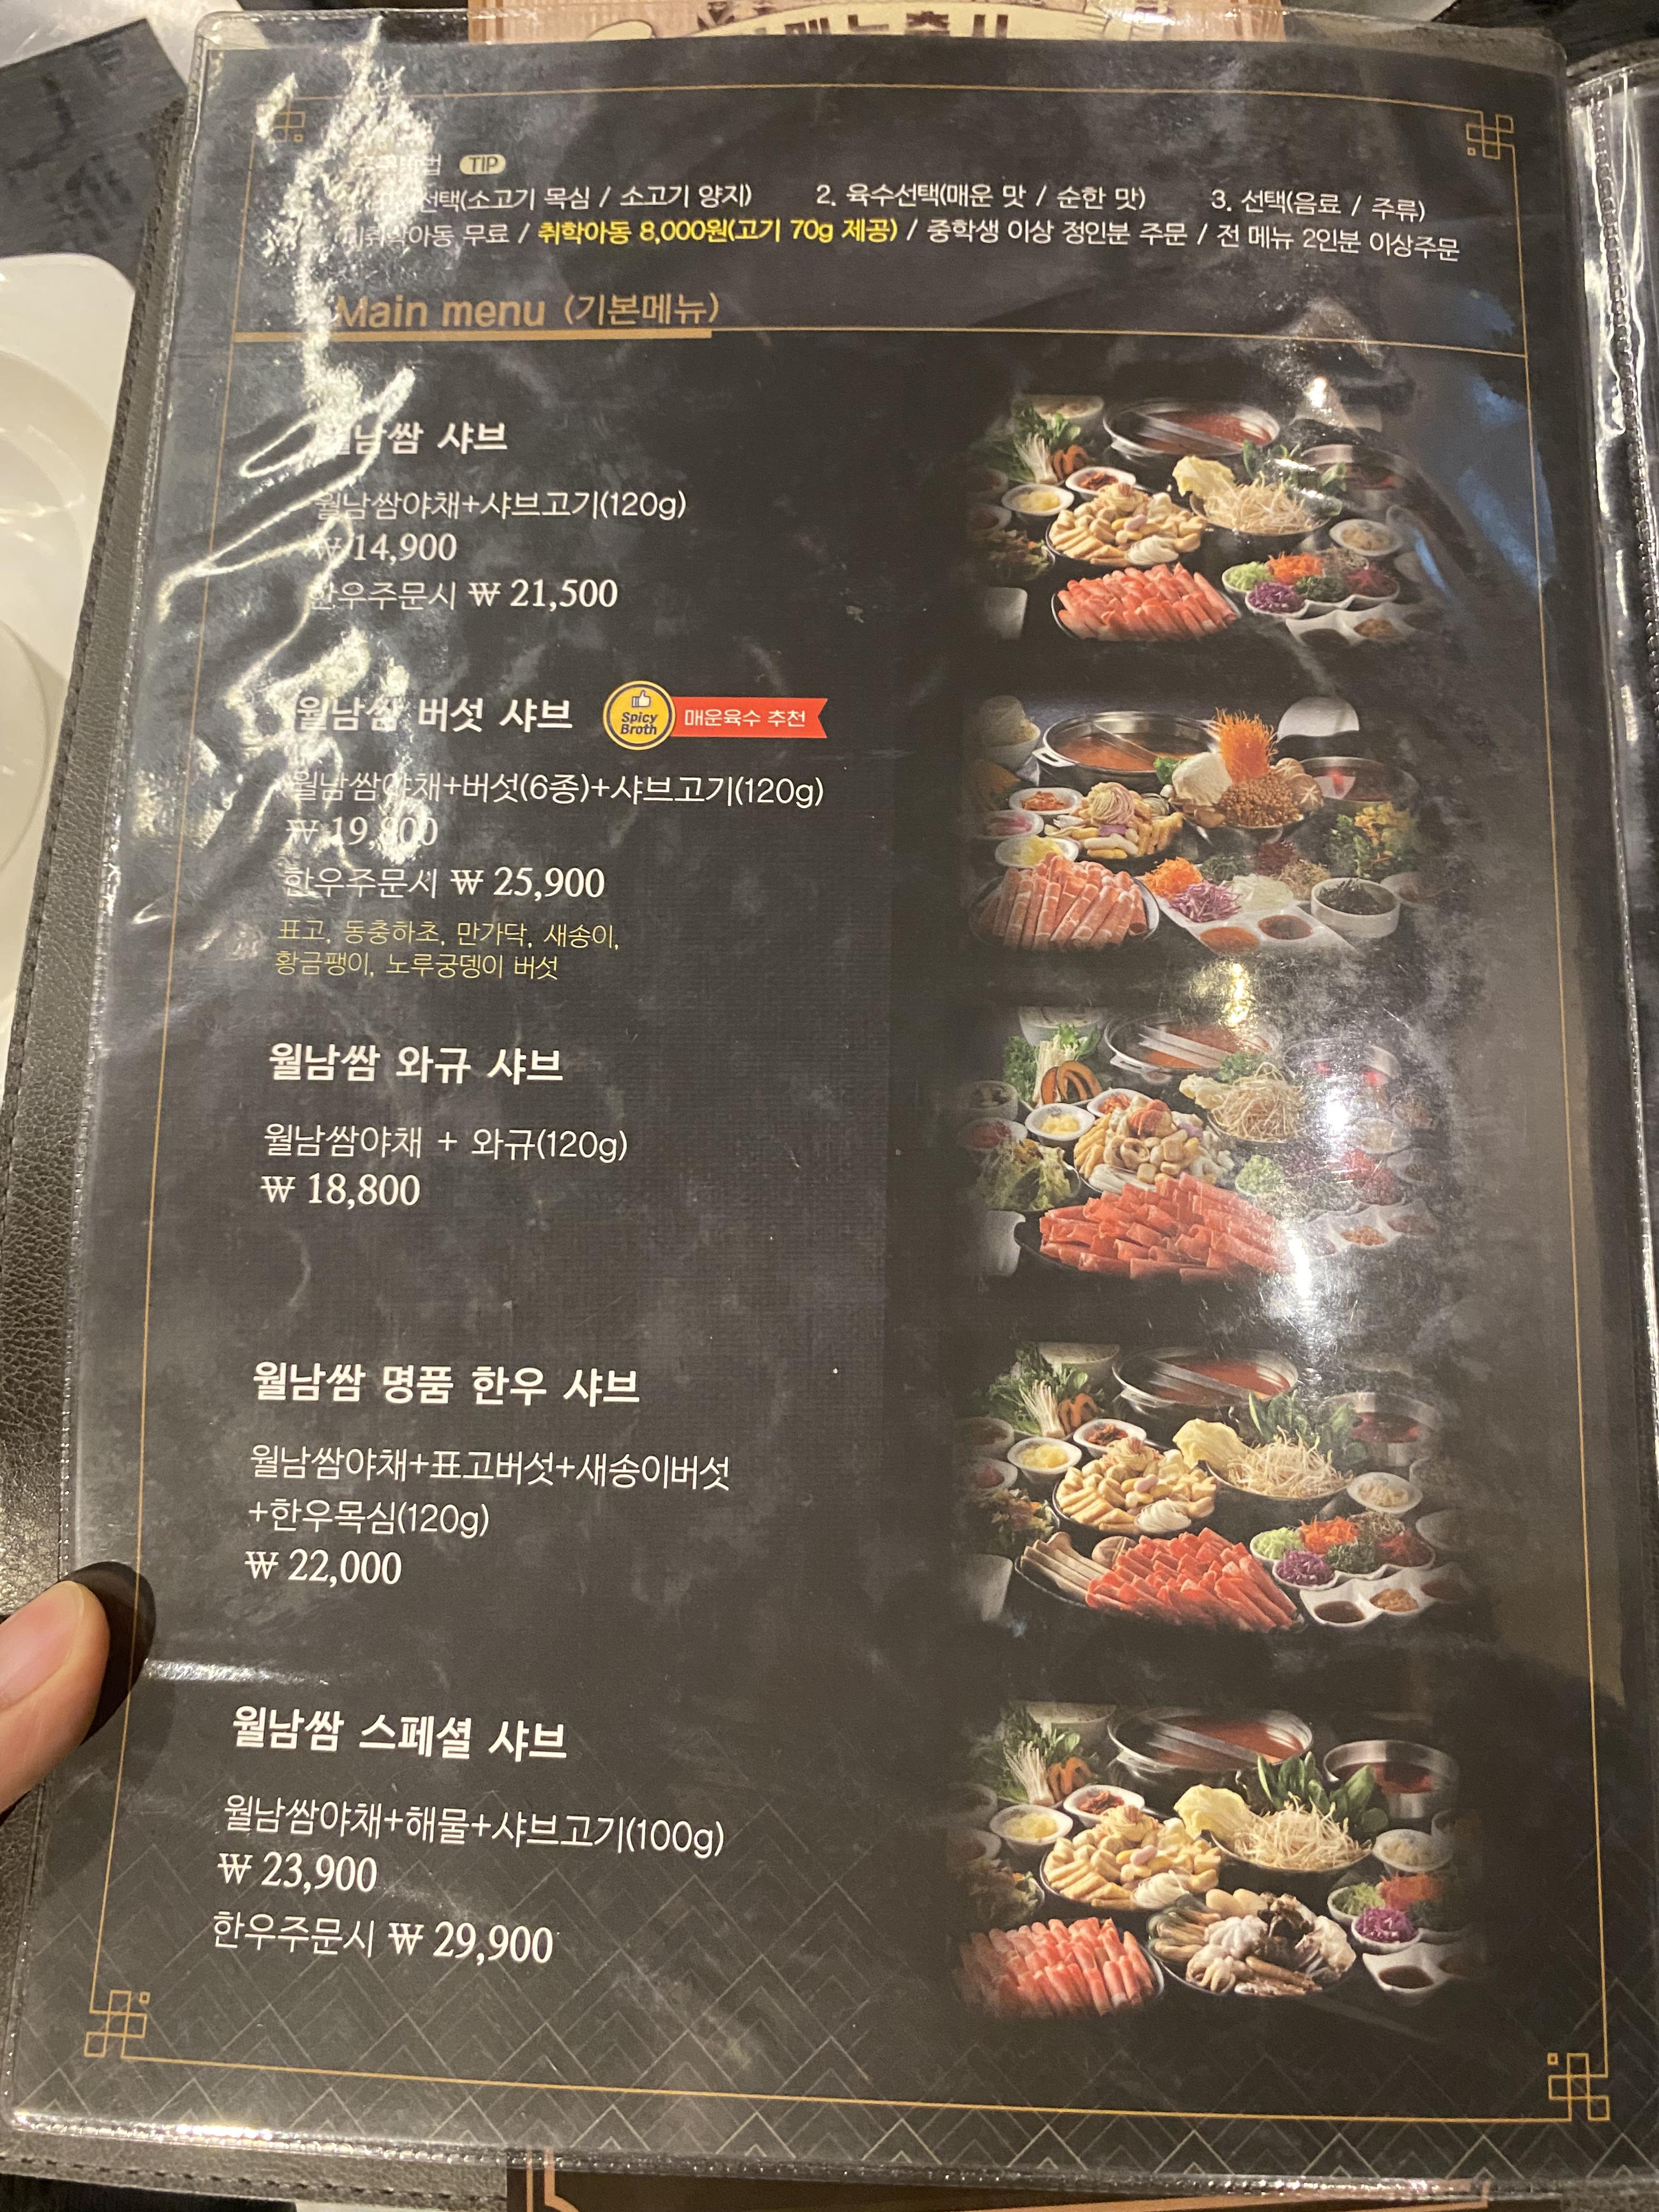 TIP
선택(소고기 목심 / 소고기 양지) 2. 육수선택(매운 맛 / 순한 맛) 3. 선택(음료 / 주류)
무료 / 취학아동 8,000원(고기 70g 제공) / 중학생 이상 정인분 주문 / 전 메뉴 2인분 이상주문
Main menu (기본메뉴)
월남쌈 샤브
월남쌈야채+샤브고기(120g)
₩ 14,900
한우주문시 ₩ 21,500
월남쌈 버섯 샤브
Spicy
Broth
매운육수 추천
월남쌈야채+버섯(6종)+샤브고기(120g)
한우주문시 ₩ 25,900
표고, 동충하초, 만가닥, 새송이,
황금팽이, 노루궁뎅이 버섯
월남쌈 와규 샤브
월남쌈야채 + 와규(120g)
₩ 18,800
월남쌈 명품 한우 샤브
월남쌈야채+표고버섯+새송이버섯
+한우목심(120g)
₩ 22,000
월남쌈 스페셜 샤브
월남쌈야채+해물+샤브고기(100g)
₩ 23,900
한우주문시 ₩ 29,900